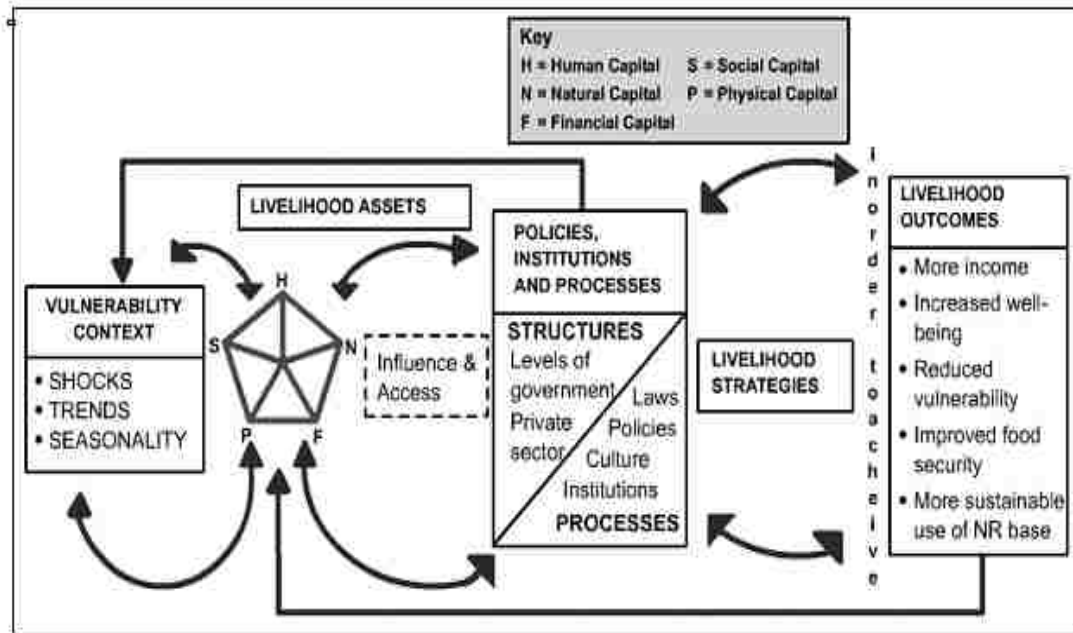 Key
H = Human Capital S = Social Capital
N = Natural Capital P = Physical Capital
F = Financial Capital
LIVELIHOOD ASSETS
VULNERABILITY
CONTEXT
• SHOCKS
• TRENDS
• SEASONALITY
H
S
N
P
F
Influence &
Access
POLICIES,
INSTITUTIONS
AND PROCESSES
STRUCTURES
Levels of
government
Private
sector
Laws
Policies
Culture
Institutions
PROCESSES
LIVELIHOOD
STRATEGIES
inorder toacheive
LIVELIHOOD
OUTCOMES
• More income
• Increased well-
being
• Reduced
vulnerability
• Improved food
security
• More sustainable
use of NR base